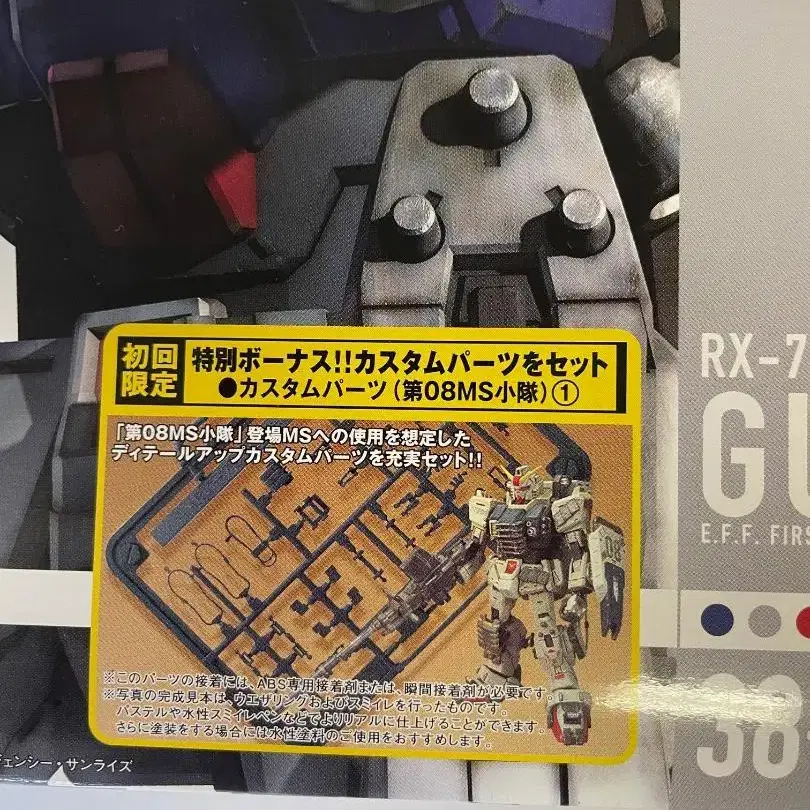 初回
限定
特別ボーナス!!カスタムパーツをセット
●カスタムパーツ(第08MS小隊)①
「第08MS小隊」登場MSへの使用を想定した
ディテールアップカスタムパーツを充実セット!!
※このパーツの接着には、ABS専用接着剤または、瞬間接着剤が必要です。
※写真の完成見本は、ウエザリングおよびスミイレを行ったものです。
パステルや水性スミイレペンなどでよりリアルに仕上げることができます。
さらに塗装をする場合には水性塗料のご使用をおすすめします。
RX-7
GU
E.F.F. FIRS
38
ジェンシー・サンライズ